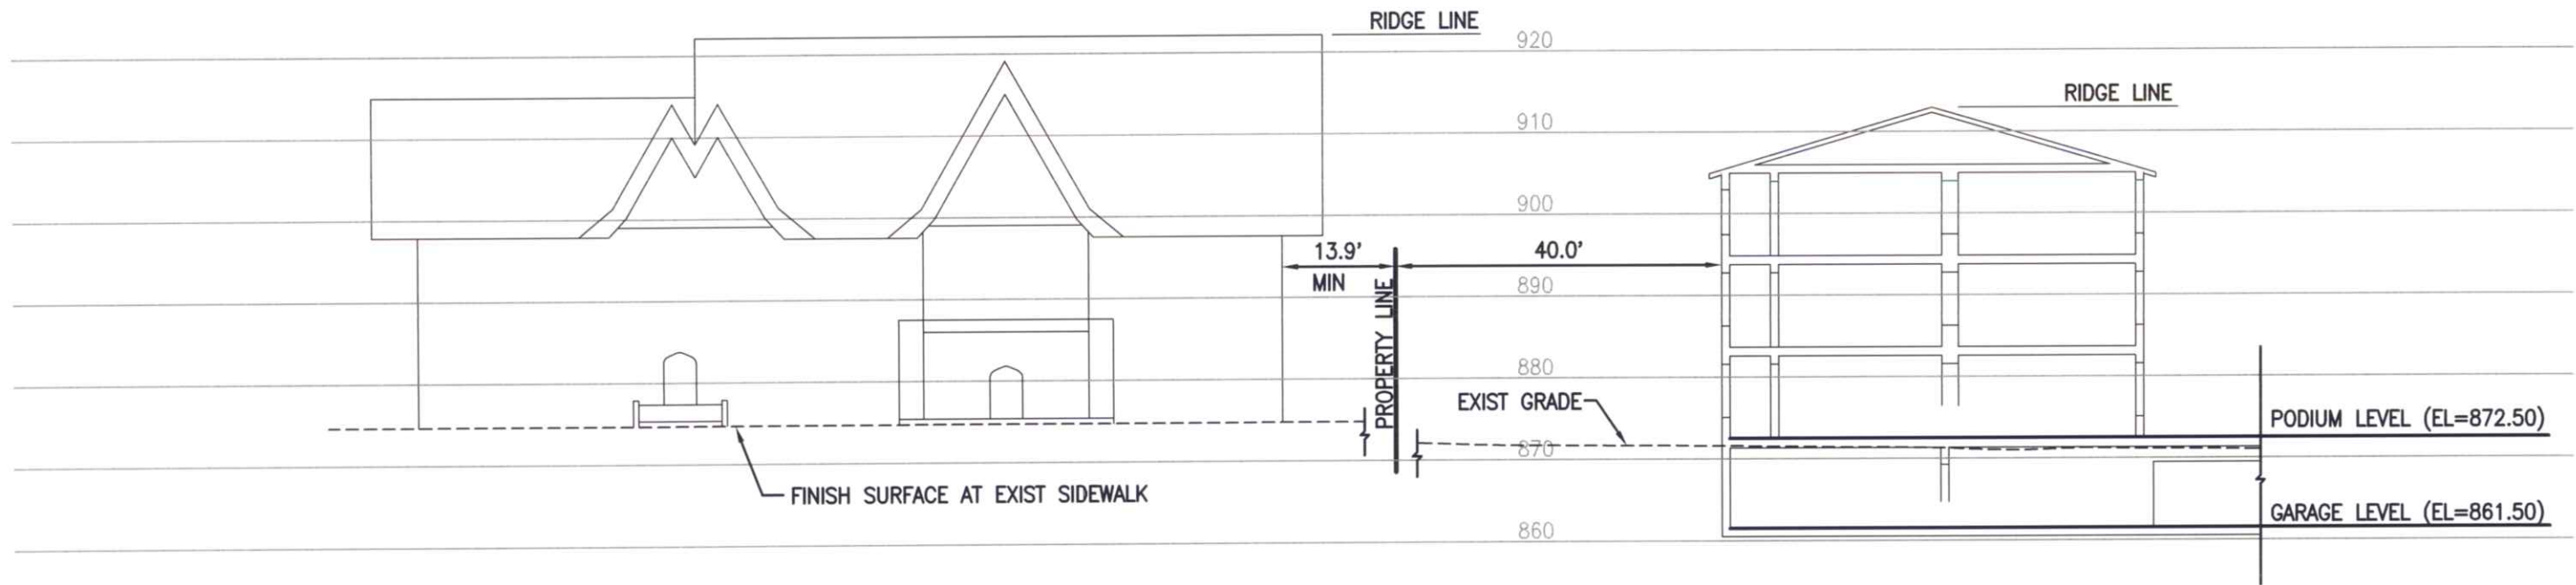 RIDGE LINE
920
RIDGE LINE
910
900
13.9'
MIN
40.0'
890
PROPERTY LINE
880
EXIST GRADE
870
PODIUM LEVEL (EL=872.50)
FINISH SURFACE AT EXIST SIDEWALK
GARAGE LEVEL (EL=861.50)
860